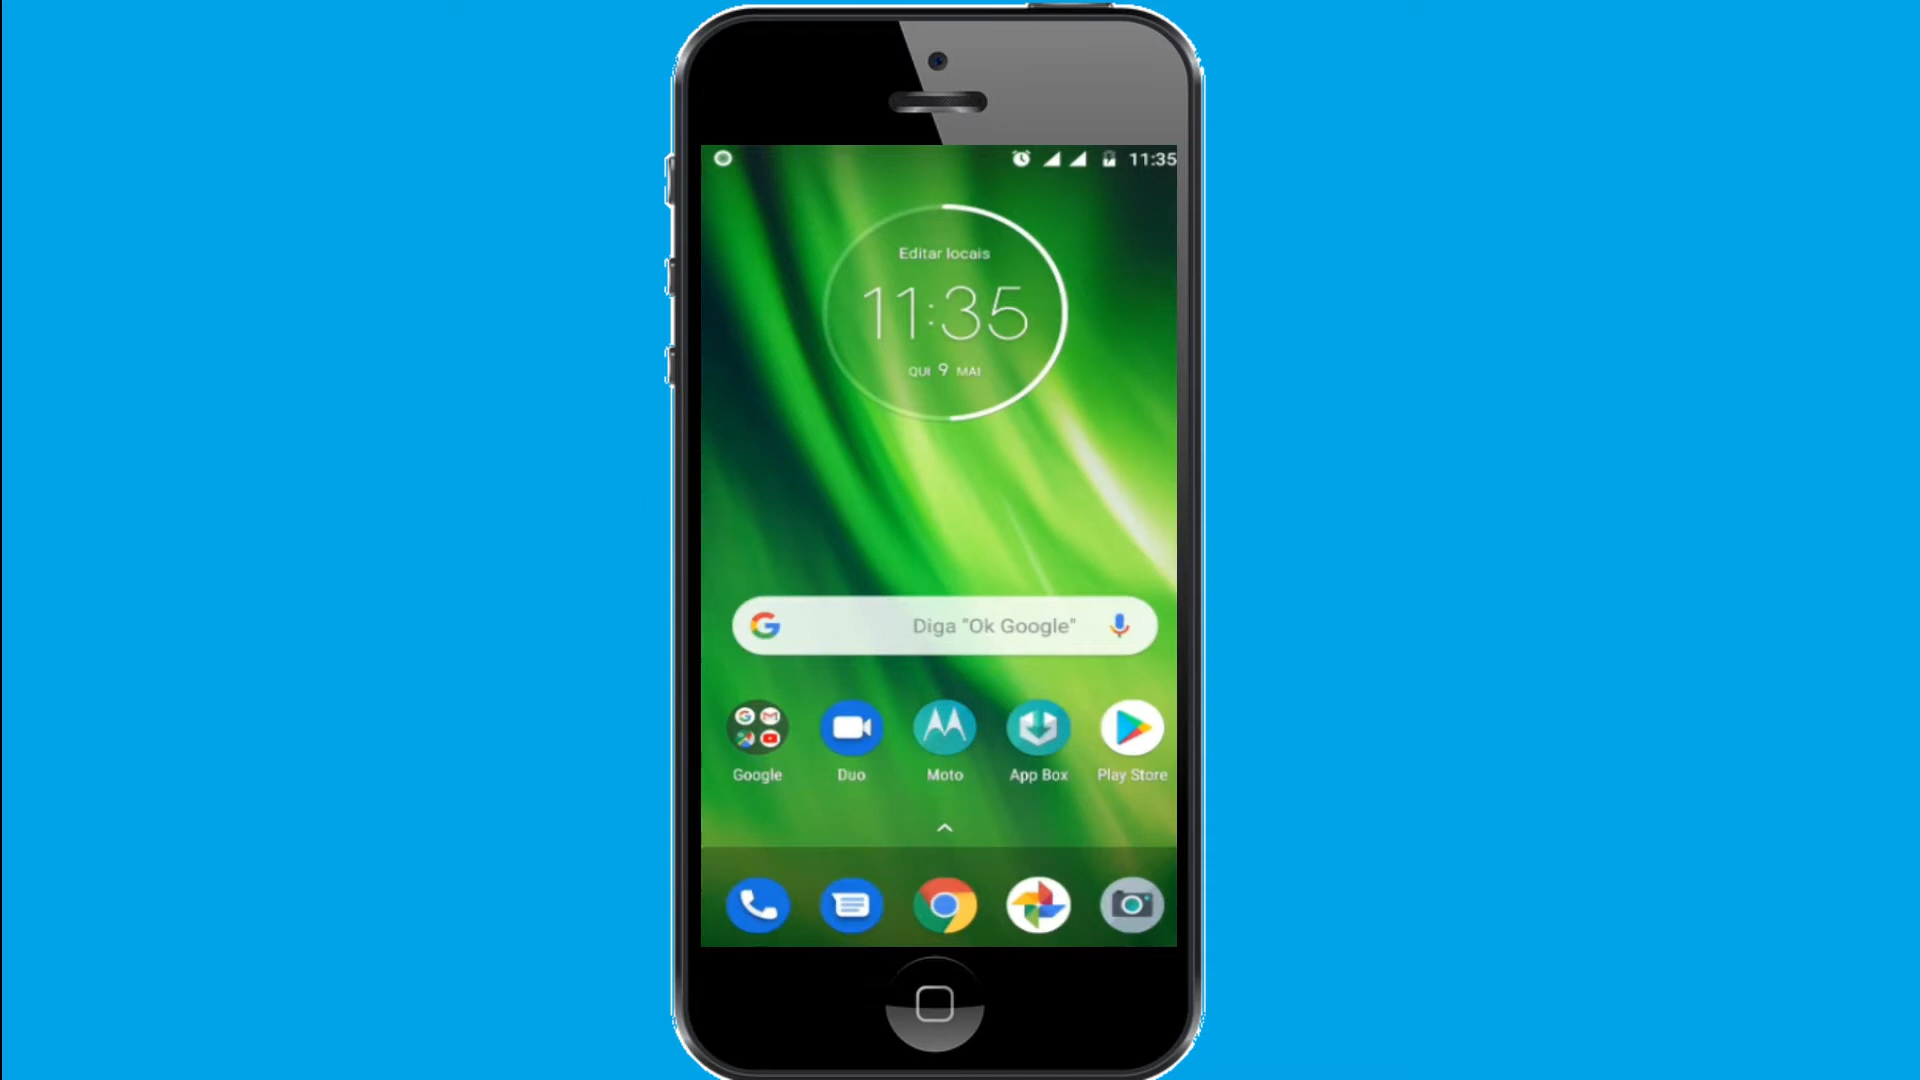 11:35
Editar locais
11:35
QUI 9 MAI
Diga "Ok Google"
Google
Duo
Moto
App Box
Play Store